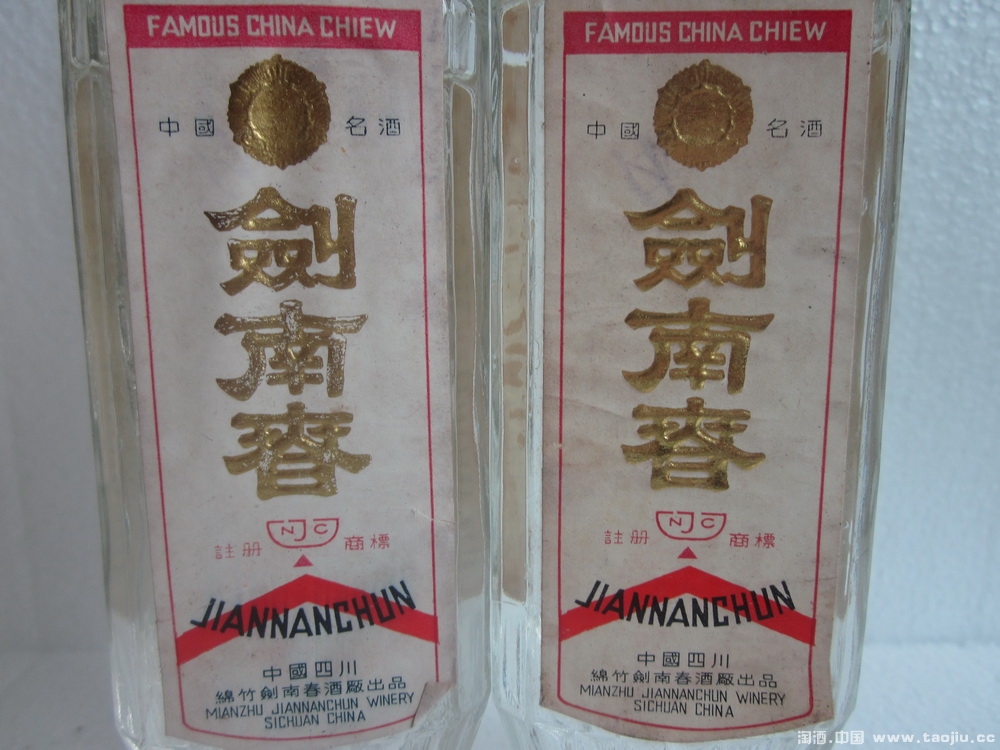 FAMOUS CHINA CHIEW
中國 名酒
劍
南
春
NJC
註册 商標
JIANNANCHUN
中國四川
綿竹劍南春酒廠出品
MIANZHU JIANNANCHUN WINERY
SICHUAN CHINA
FAMOUS CHINA CHIEW
中國 名酒
劍
南
春
NJC
註册 商標
JIANNANCHUN
中國四川
綿竹劍南春酒廠出品
MIANZHU JIANNANCHUN WINERY
SICHUAN CHINA
淘酒.中国 www.taojiu.cc